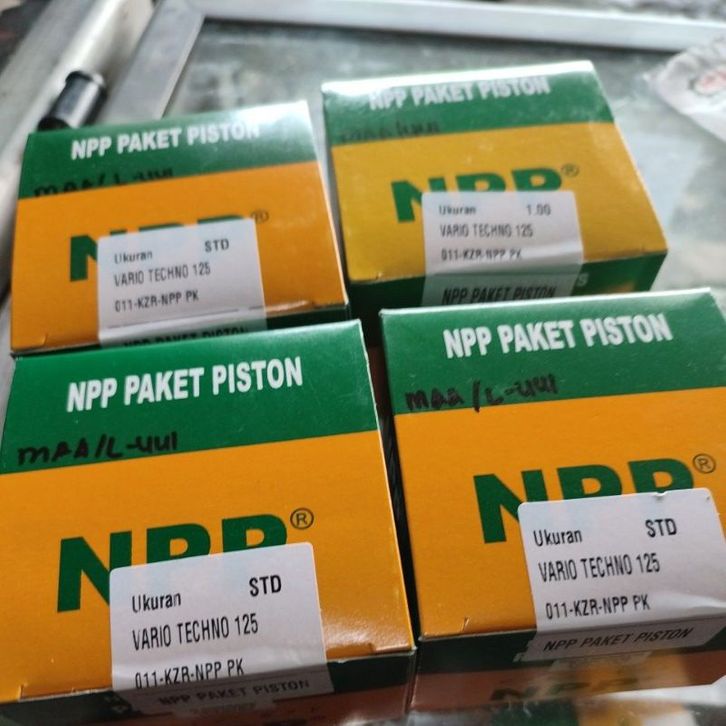 NPP PAKET PISTON
MAA/L-441
NPP®
Ukuran STD
VARIO TECHNO 125
011-KZR-NPP PK
NPP PAKET PISTON
NPP PAKET PISTON
NPP®
Ukuran 1.00
VARIO TECHNO 125
011-KZR-NPP PK
NPP PAKET PISTON
NPP PAKET PISTON
MAA/L-441
NPP®
Ukuran STD
VARIO TECHNO 125
011-KZR-NPP PK
NPP PAKET PISTON
NPP PAKET PISTON
MAA/L-441
NPP®
Ukuran STD
VARIO TECHNO 125
011-KZR-NPP PK
NPP PAKET PISTON